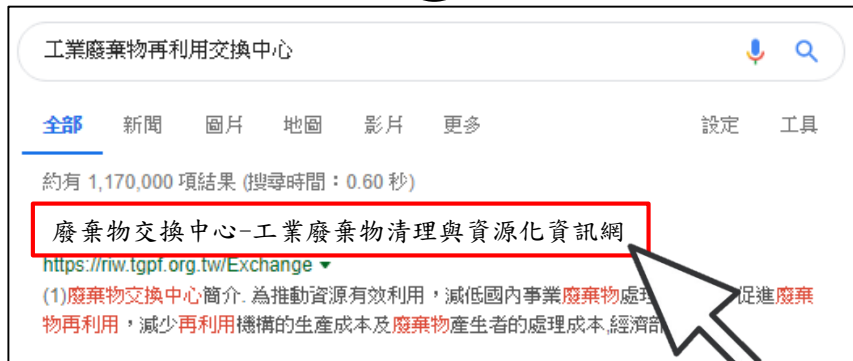 工業廢棄物再利用交換中心
全部 新聞 圖片 地圖 影片 更多 設定 工具
約有 1,170,000 項結果 (搜尋時間：0.60 秒)
廢棄物交換中心-工業廢棄物清理與資源化資訊網
https://riw.tgpf.org.tw/Exchange
(1)廢棄物交換中心簡介. 為推動資源有效利用，減低國內事業廢棄物處理 促進廢棄
物再利用，減少再利用機構的生產成本及廢棄物產生者的處理成本,經濟部